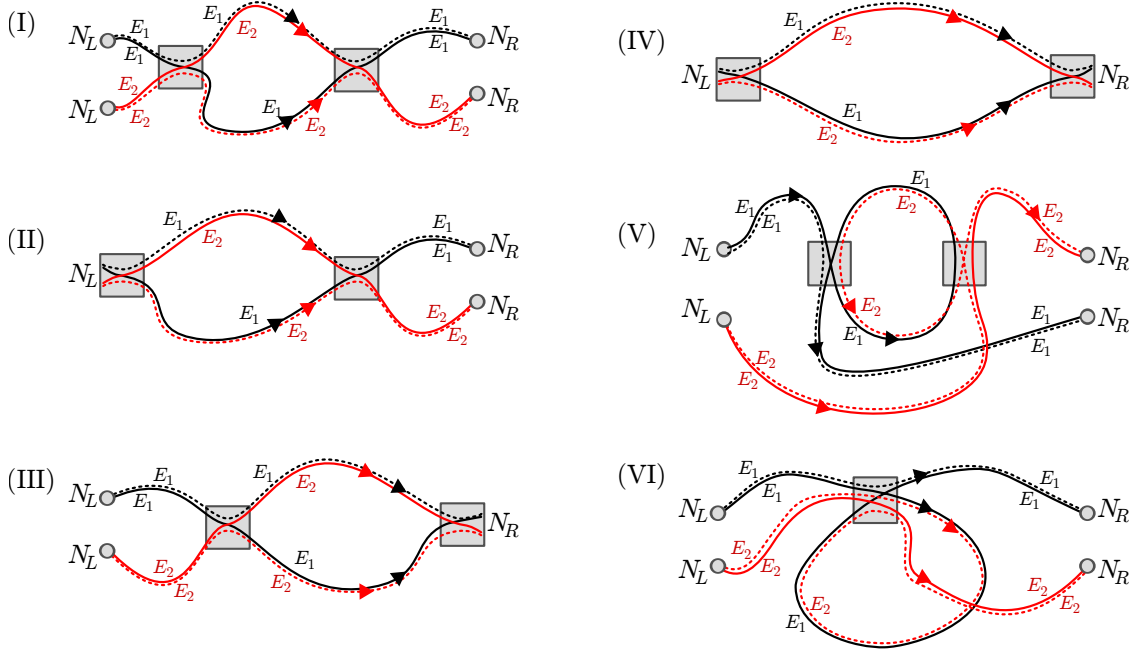 (I)
N_L E_1 E_1 E_2 E_1 E_1 N_R
N_L E_2 E_2 E_1 E_2 E_2 E_2 N_R
(II)
N_L E_1 E_2 E_1 E_1 N_R
E_1 E_2 E_2 E_2 N_R
(III)
N_L E_1 E_1 E_1 E_2 N_R
N_L E_2 E_2 E_1 E_2
(IV)
N_L E_1 E_2 N_R
E_1 E_2
(V)
N_L E_1 E_1 E_1 E_2 E_2 E_2 N_R
N_L E_2 E_2 E_2 E_1 E_1 E_1 N_R
(VI)
N_L E_1 E_1 E_1 E_1 N_R
N_L E_2 E_2 E_1 E_2 E_2 E_2 N_R